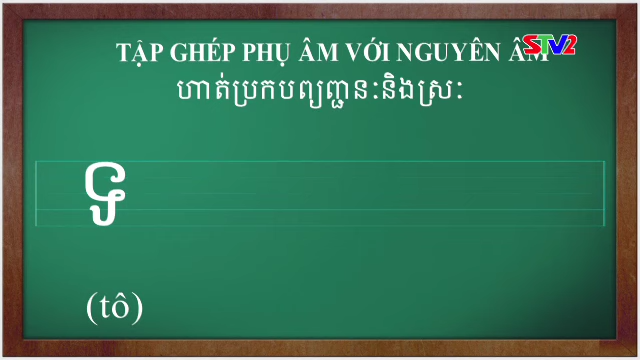 STV2
TẬP GHÉP PHỤ ÂM VỚI NGUYÊN ÂM
ហាត់ប្រកបព្យញ្ជនៈនិងស្រៈ
ទូ
(tô)